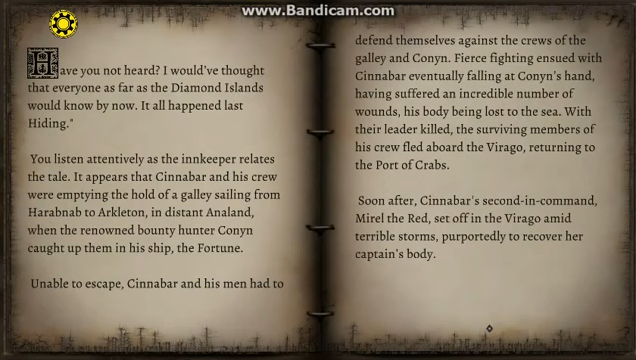 www.Bandicam.com
Have you not heard? I would've thought
that everyone as far as the Diamond Islands
would know by now. It all happened last
Hiding."
You listen attentively as the innkeeper relates
the tale. It appears that Cinnabar and his crew
were emptying the hold of a galley sailing from
Harabnab to Arkleton, in distant Analand,
when the renowned bounty hunter Conyn
caught up them in his ship, the Fortune.
Unable to escape, Cinnabar and his men had to
defend themselves against the crews of the
galley and Conyn. Fierce fighting ensued with
Cinnabar eventually falling at Conyn's hand,
having suffered an incredible number of
wounds, his body being lost to the sea. With
their leader killed, the surviving members of
his crew fled aboard the Virago, returning to
the Port of Crabs.
Soon after, Cinnabar's second-in-command,
Mirel the Red, set off in the Virago amid
terrible storms, purportedly to recover her
captain's body.